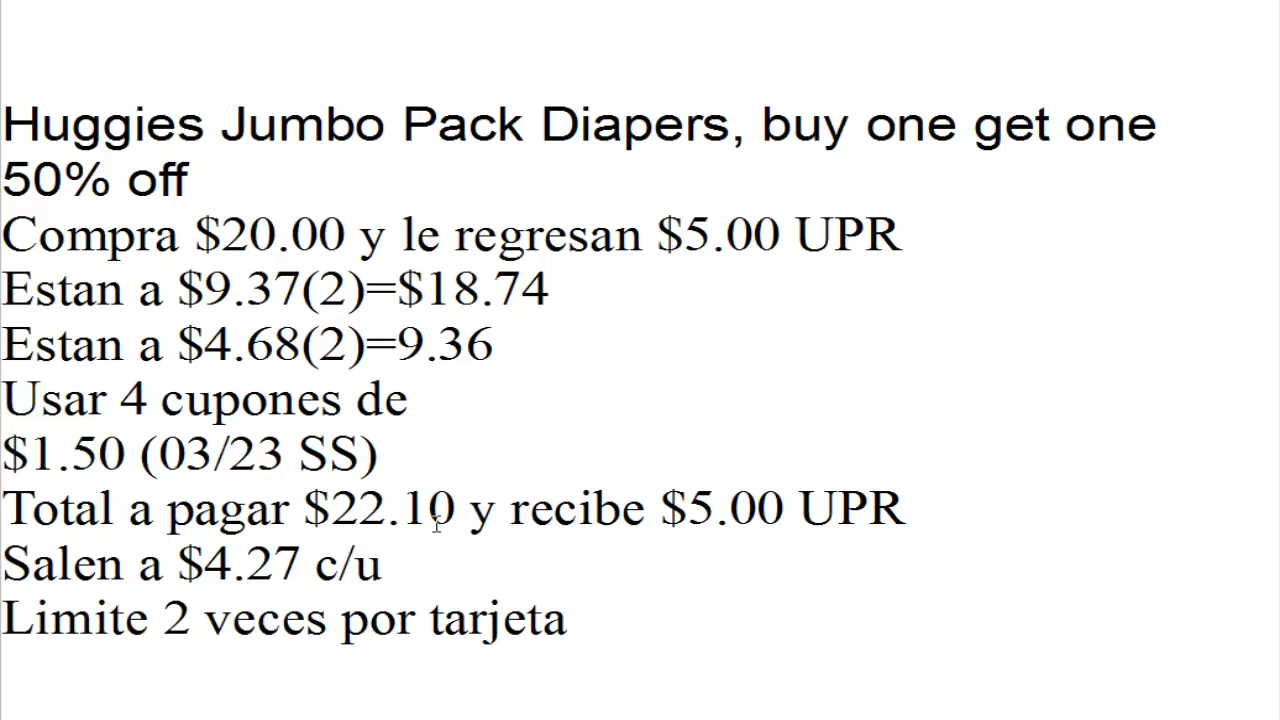 Huggies Jumbo Pack Diapers, buy one get one
50% off
Compra $20.00 y le regresan $5.00 UPR
Estan a $9.37(2)=$18.74
Estan a $4.68(2)=9.36
Usar 4 cupones de
$1.50 (03/23 SS)
Total a pagar $22.10 y recibe $5.00 UPR
Salen a $4.27 c/u
Limite 2 veces por tarjeta